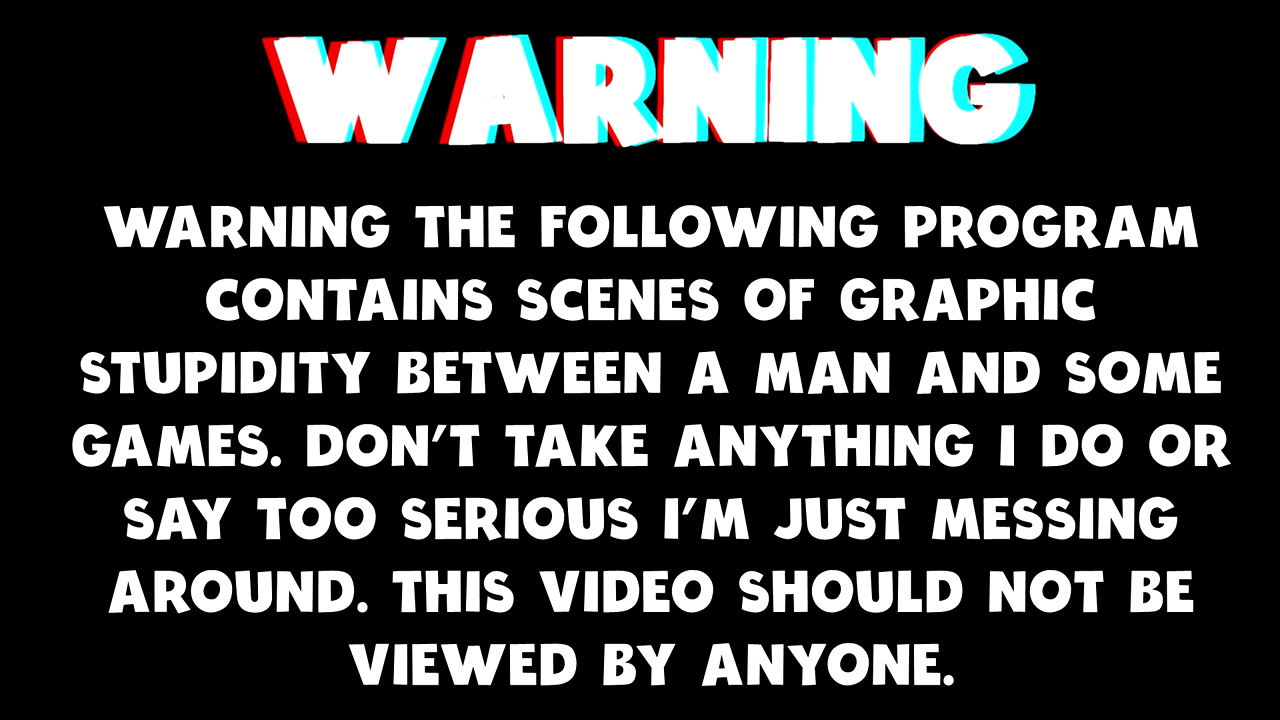 WARNING
WARNING THE FOLLOWING PROGRAM
CONTAINS SCENES OF GRAPHIC
STUPIDITY BETWEEN A MAN AND SOME
GAMES. DON'T TAKE ANYTHING I DO OR
SAY TOO SERIOUS I'M JUST MESSING
AROUND. THIS VIDEO SHOULD NOT BE
VIEWED BY ANYONE.